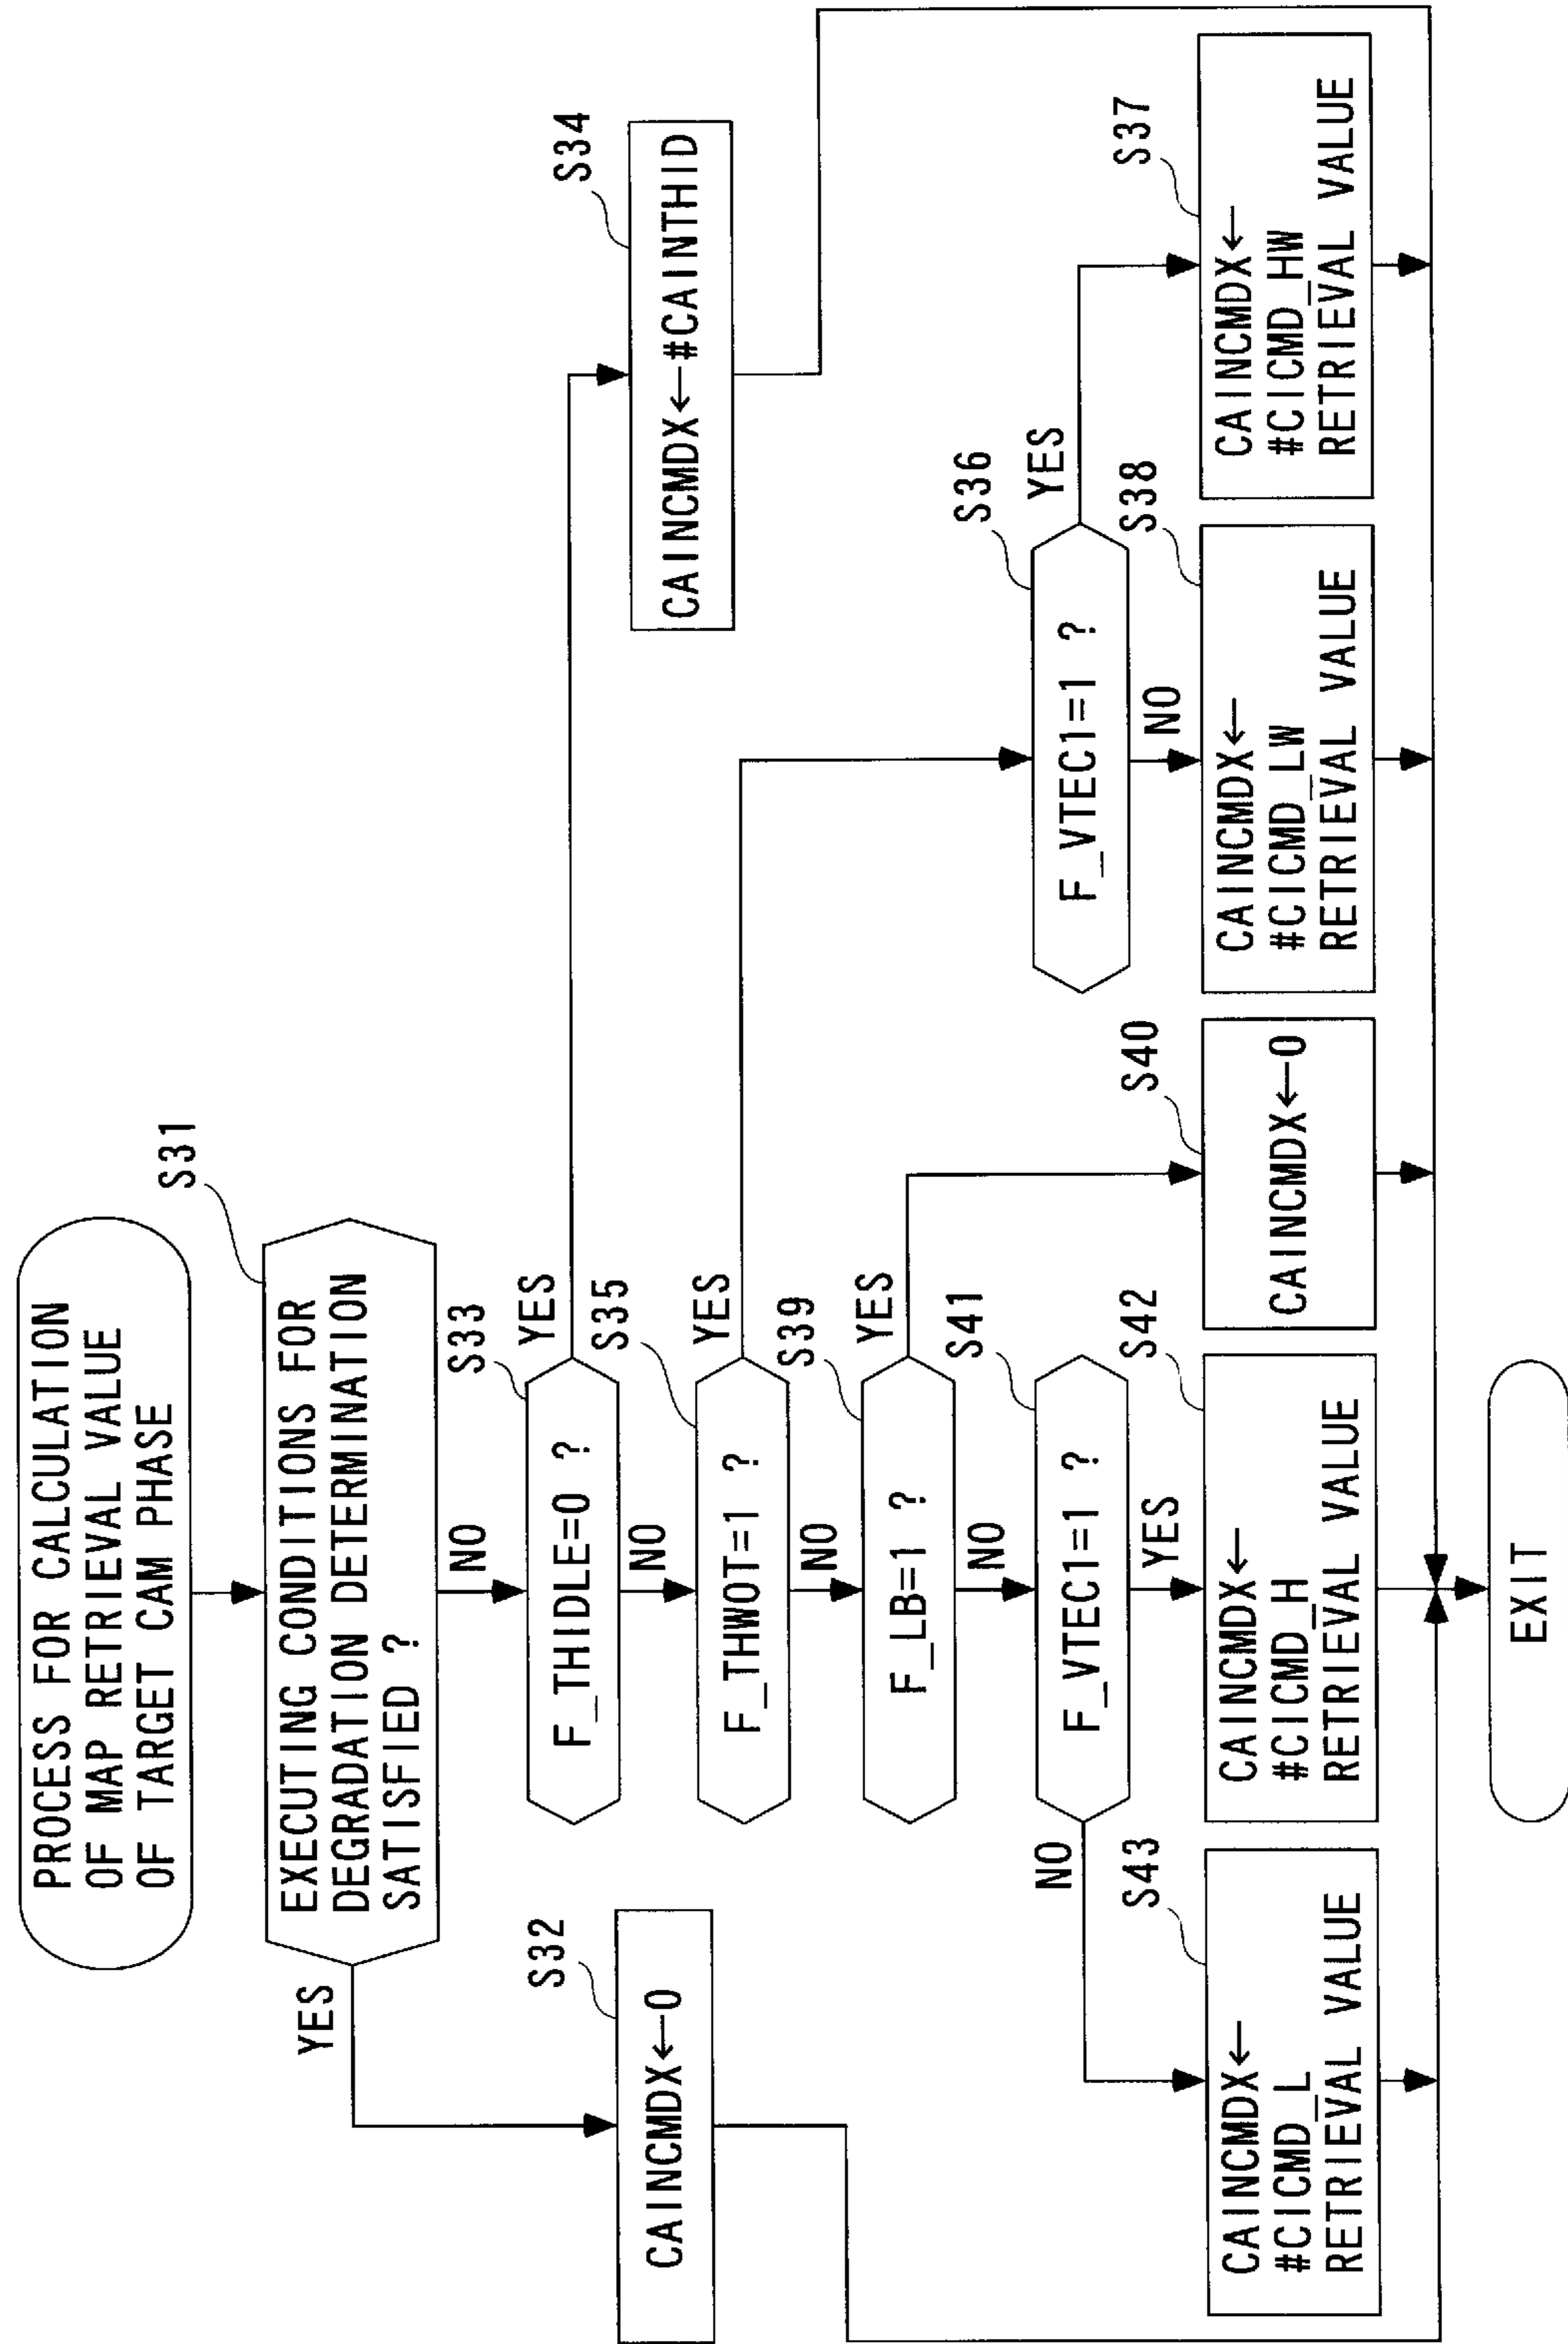 PROCESS FOR CALCULATION
OF MAP RETRIEVAL VALUE
OF TARGET CAM PHASE
S31
EXECUTING CONDITIONS FOR
DEGRADATION DETERMINATION
SATISFIED ?
YES
NO
S32
CAINCMDX←0
S33
F_THIDLE=0 ?
YES
NO
S34
CAINCMDX←#CAINTHID
S35
F_THWOT=1 ?
YES
NO
S36
F_VTEC1=1 ?
YES
NO
S37
CAINCMDX←
#CICMD_HW
RETRIEVAL VALUE
S38
CAINCMDX←
#CICMD_LW
RETRIEVAL VALUE
S39
F_LB=1 ?
YES
NO
S40
CAINCMDX←0
S41
F_VTEC1=1 ?
NO
YES
S42
CAINCMDX←
#CICMD_H
RETRIEVAL VALUE
S43
CAINCMDX←
#CICMD_L
RETRIEVAL VALUE
EXIT